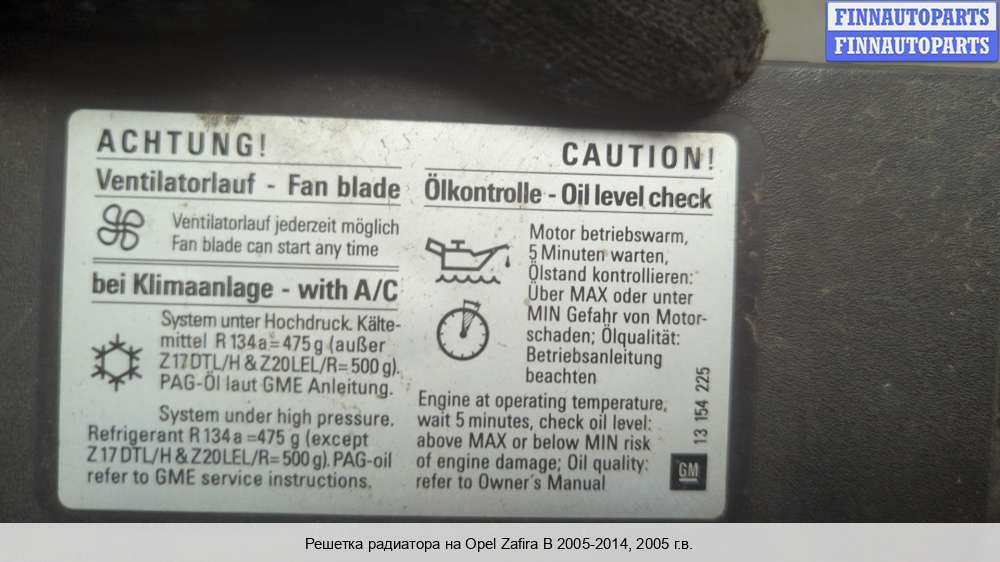 FINNAUTOPARTS
FINNAUTOPARTS
ACHTUNG!
Ventilatorlauf - Fan blade
Ventilatorlauf jederzeit möglich
Fan blade can start any time
bei Klimaanlage - with A/C
System unter Hochdruck. Kälte-
mittel R 134 a = 475 g (außer
Z17DTL/H & Z20LEL/R= 500 g).
PAG-Öl laut GME Anleitung.
System under high pressure.
Refrigerant R 134 a =475 g (except
Z17DTL/H & Z20LEL/R= 500 g). PAG-oil
refer to GME service instructions.
CAUTION!
Ölkontrolle - Oil level check
Motor betriebswarm,
5 Minuten warten,
Ölstand kontrollieren:
Über MAX oder unter
MIN Gefahr von Motor-
schaden; Ölqualität:
Betriebsanleitung
beachten
Engine at operating temperature,
wait 5 minutes, check oil level:
above MAX or below MIN risk
of engine damage; Oil quality:
refer to Owner´s Manual
13 154 225
GM
Решетка радиатора на Opel Zafira B 2005-2014, 2005 г.в.